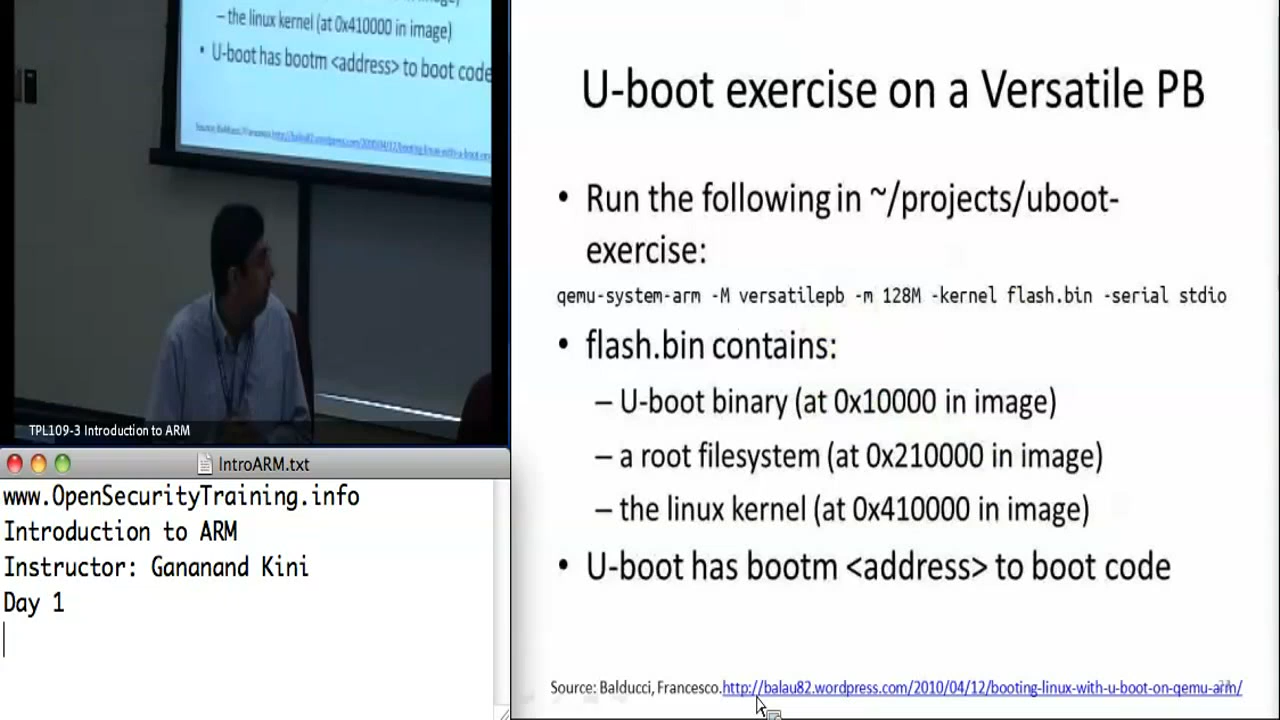 – the linux kernel (at 0x410000 in image)
• U-boot has bootm <address> to boot code
TPL109-3 Introduction to ARM
IntroARM.txt
www.OpenSecurityTraining.info
Introduction to ARM
Instructor: Gananand Kini
Day 1
U-boot exercise on a Versatile PB
• Run the following in ~/projects/uboot-
exercise:
qemu-system-arm -M versatilepb -m 128M -kernel flash.bin -serial stdio
• flash.bin contains:
– U-boot binary (at 0x10000 in image)
– a root filesystem (at 0x210000 in image)
– the linux kernel (at 0x410000 in image)
• U-boot has bootm <address> to boot code
Source: Balducci, Francesco.http://balau82.wordpress.com/2010/04/12/booting-linux-with-u-boot-on-qemu-arm/